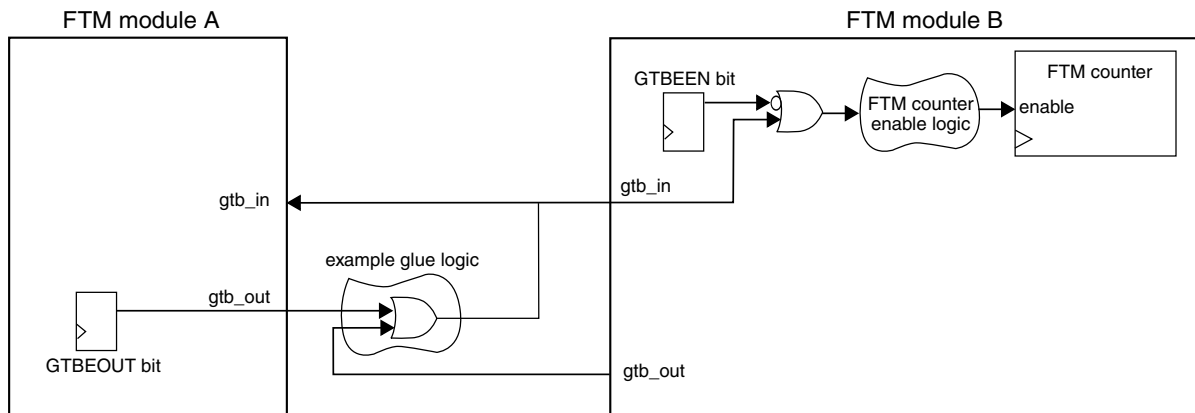 FTM module A
FTM module B
GTBEEN bit
FTM counter
enable
FTM counter
enable logic
gtb_in
gtb_in
example glue logic
gtb_out
GTBEOUT bit
gtb_out